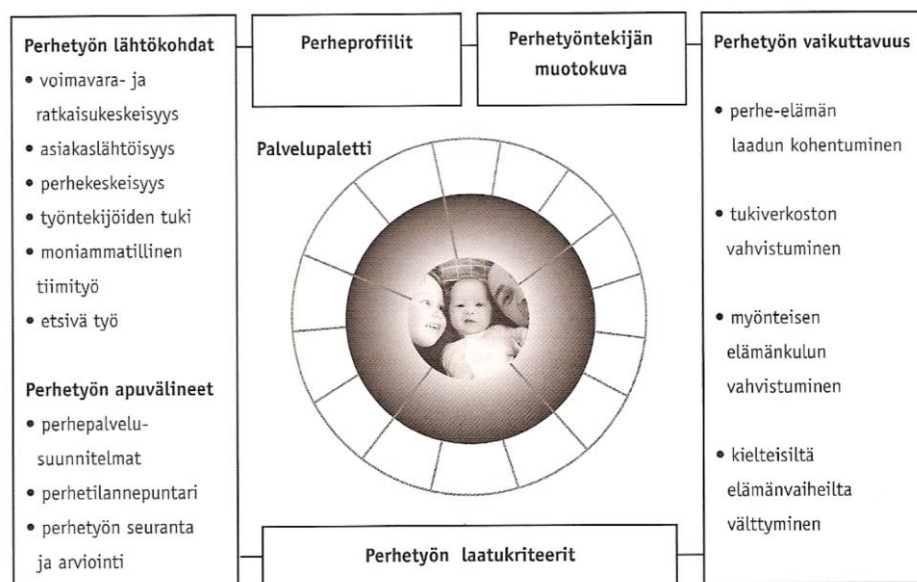 Perhetyön lähtökohdat
• voimavara- ja
ratkaisukeskeisyys
• asiakaslähtöisyys
• perhekeskeisyys
• työntekijöiden tuki
• moniammatillinen
tiimityö
• etsivä työ
Perhetyön apuvälineet
• perhepalvelu-
suunnitelmat
• perhetilannepuntari
• perhetyön seuranta
ja arviointi
Perheprofiilit
Perhetyöntekijän
muotokuva
Palvelupaletti
Perhetyön laatukriteerit
Perhetyön vaikuttavuus
• perhe-elämän
laadun kohentuminen
• tukiverkoston
vahvistuminen
• myönteisen
elämänkulun
vahvistuminen
• kielteisiltä
elämänvaiheilta
välttyminen